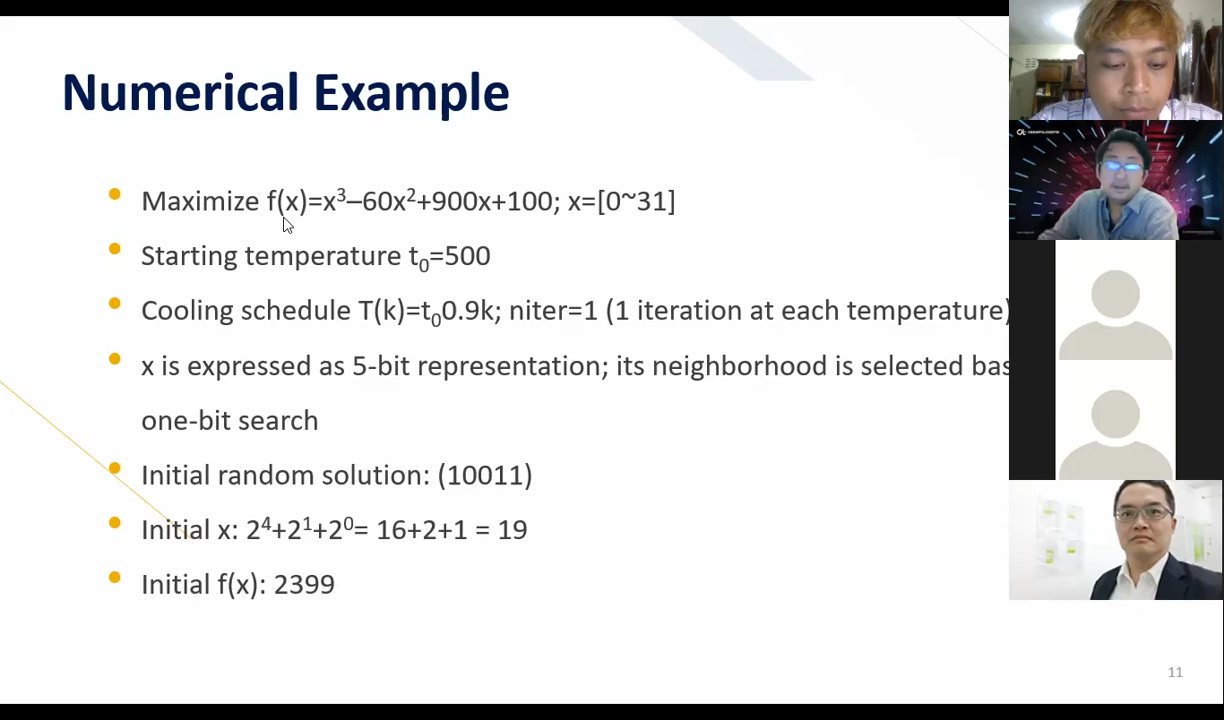 Numerical Example
• Maximize f(x)=x³–60x²+900x+100; x=[0~31]
• Starting temperature t₀=500
• Cooling schedule T(k)=t₀0.9k; niter=1 (1 iteration at each temperature)
• x is expressed as 5-bit representation; its neighborhood is selected bas
one-bit search
• Initial random solution: (10011)
• Initial x: 2⁴+2¹+2⁰= 16+2+1 = 19
• Initial f(x): 2399
11